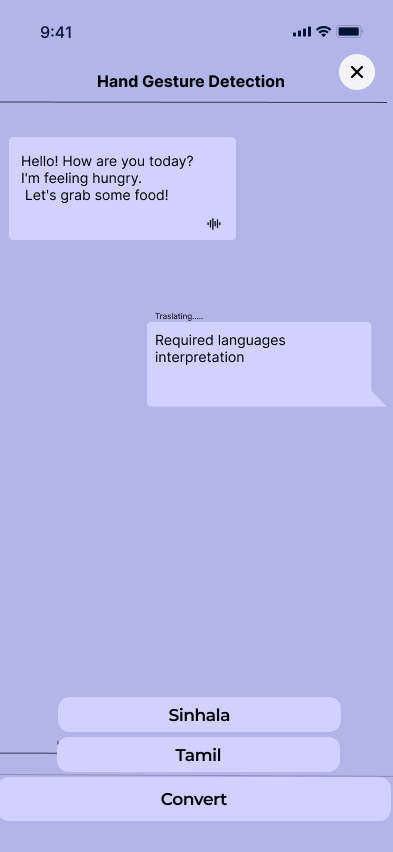 9:41
Hand Gesture Detection
Hello! How are you today?
I'm feeling hungry.
Let's grab some food!
Traslating.....
Required languages
interpretation
Sinhala
Tamil
Convert